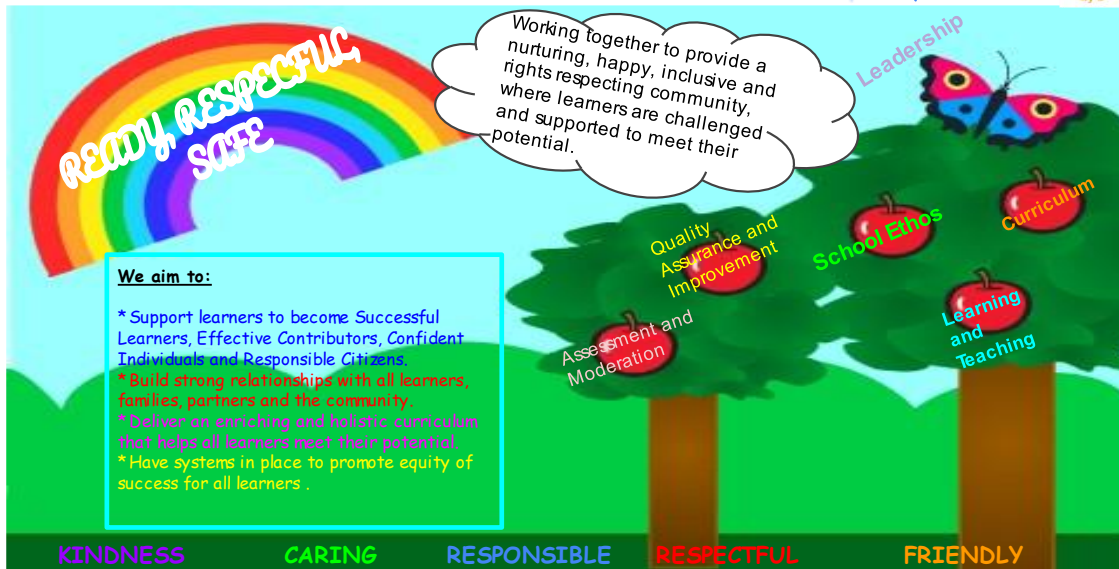 READY, RESPECFUL,
SAFE
Working together to provide a
nurturing, happy, inclusive and
rights respecting community,
where learners are challenged
and supported to meet their
potential.
Leadership
Curriculum
School Ethos
Quality
Assurance and
Improvement
Learning
and
Teaching
Assessment and
Moderation
We aim to:
* Support learners to become Successful
Learners, Effective Contributors, Confident
Individuals and Responsible Citizens.
* Build strong relationships with all learners,
families, partners and the community.
* Deliver an enriching and holistic curriculum
that helps all learners meet their potential.
* Have systems in place to promote equity of
success for all learners .
KINDNESS CARING RESPONSIBLE RESPECTFUL FRIENDLY